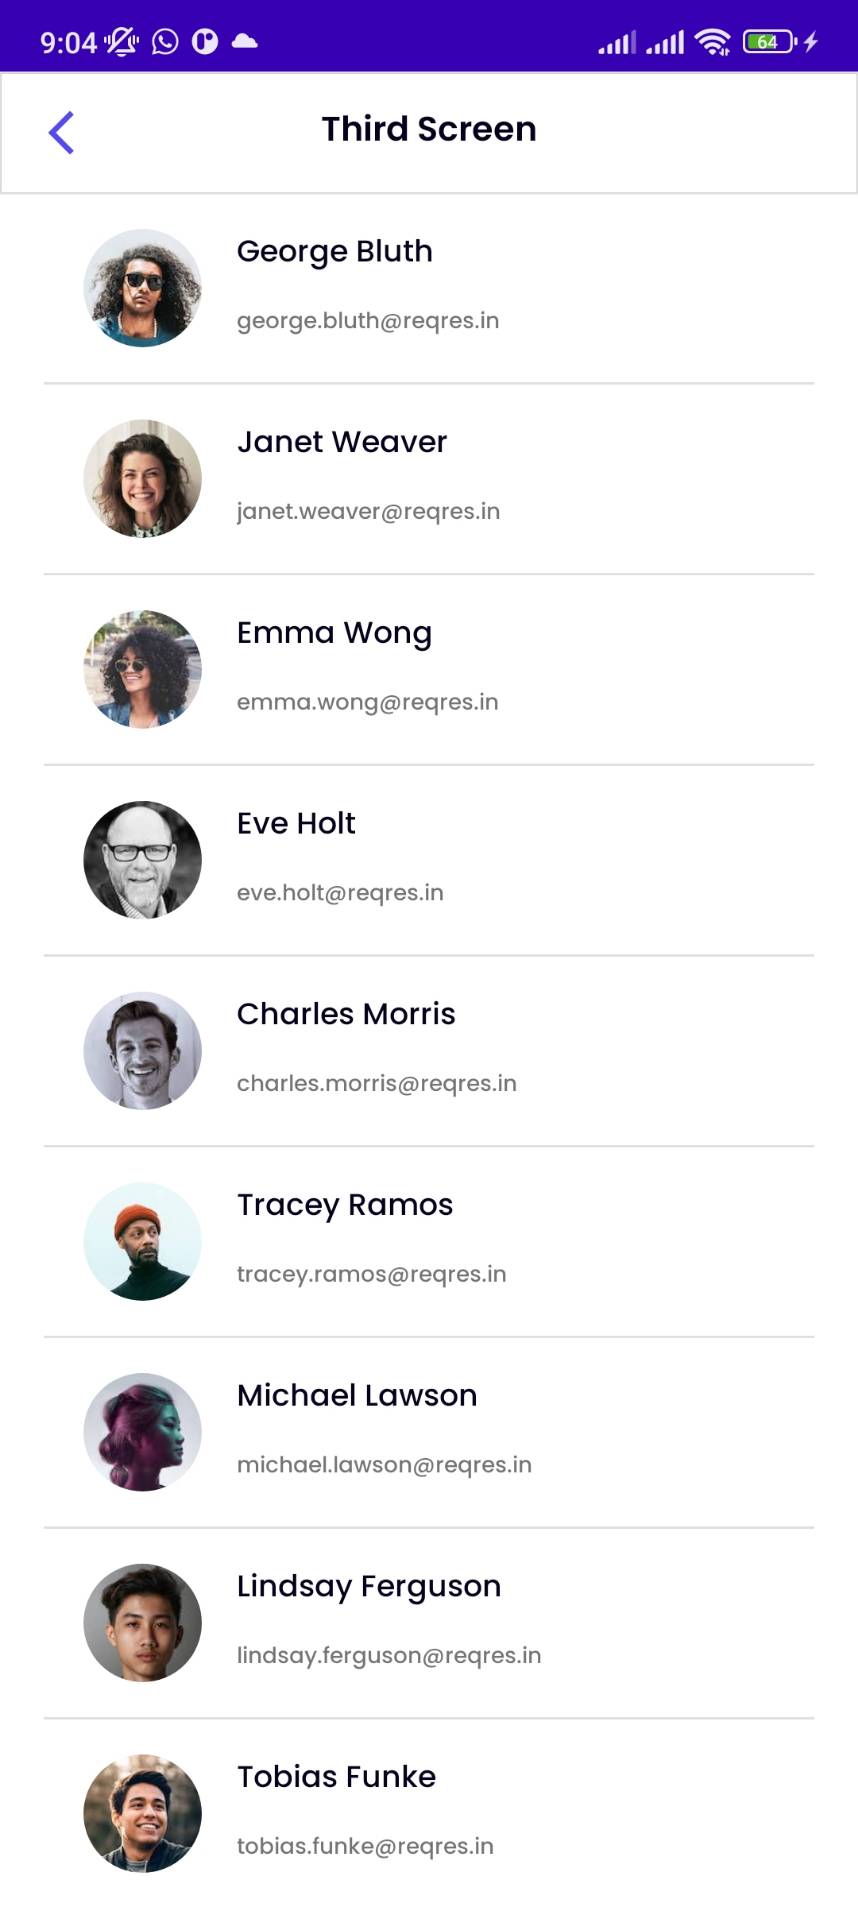 9:04
64
Third Screen
George Bluth
george.bluth@reqres.in
Janet Weaver
janet.weaver@reqres.in
Emma Wong
emma.wong@reqres.in
Eve Holt
eve.holt@reqres.in
Charles Morris
charles.morris@reqres.in
Tracey Ramos
tracey.ramos@reqres.in
Michael Lawson
michael.lawson@reqres.in
Lindsay Ferguson
lindsay.ferguson@reqres.in
Tobias Funke
tobias.funke@reqres.in